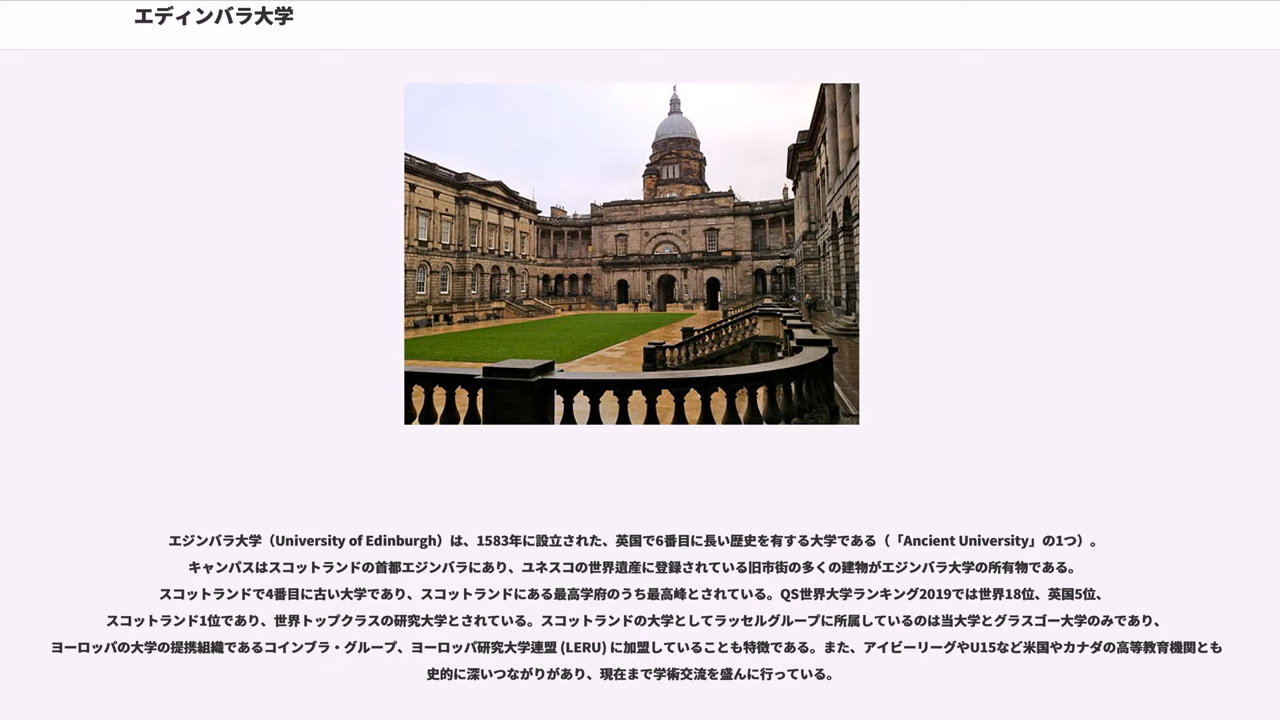 エディンバラ大学
エジンバラ大学（University of Edinburgh）は、1583年に設立された、英国で6番目に長い歴史を有する大学である（「Ancient University」の1つ）。
キャンパスはスコットランドの首都エジンバラにあり、ユネスコの世界遺産に登録されている旧市街の多くの建物がエジンバラ大学の所有物である。
スコットランドで4番目に古い大学であり、スコットランドにある最高学府のうち最高峰とされている。QS世界大学ランキング2019では世界18位、英国5位、
スコットランド1位であり、世界トップクラスの研究大学とされている。スコットランドの大学としてラッセルグループに所属しているのは当大学とグラスゴー大学のみであり、
ヨーロッパの大学の提携組織であるコインブラ・グループ、ヨーロッパ研究大学連盟 (LERU) に加盟していることも特徴である。また、アイビーリーグやU15など米国やカナダの高等教育機関とも
史的に深いつながりがあり、現在まで学術交流を盛んに行っている。